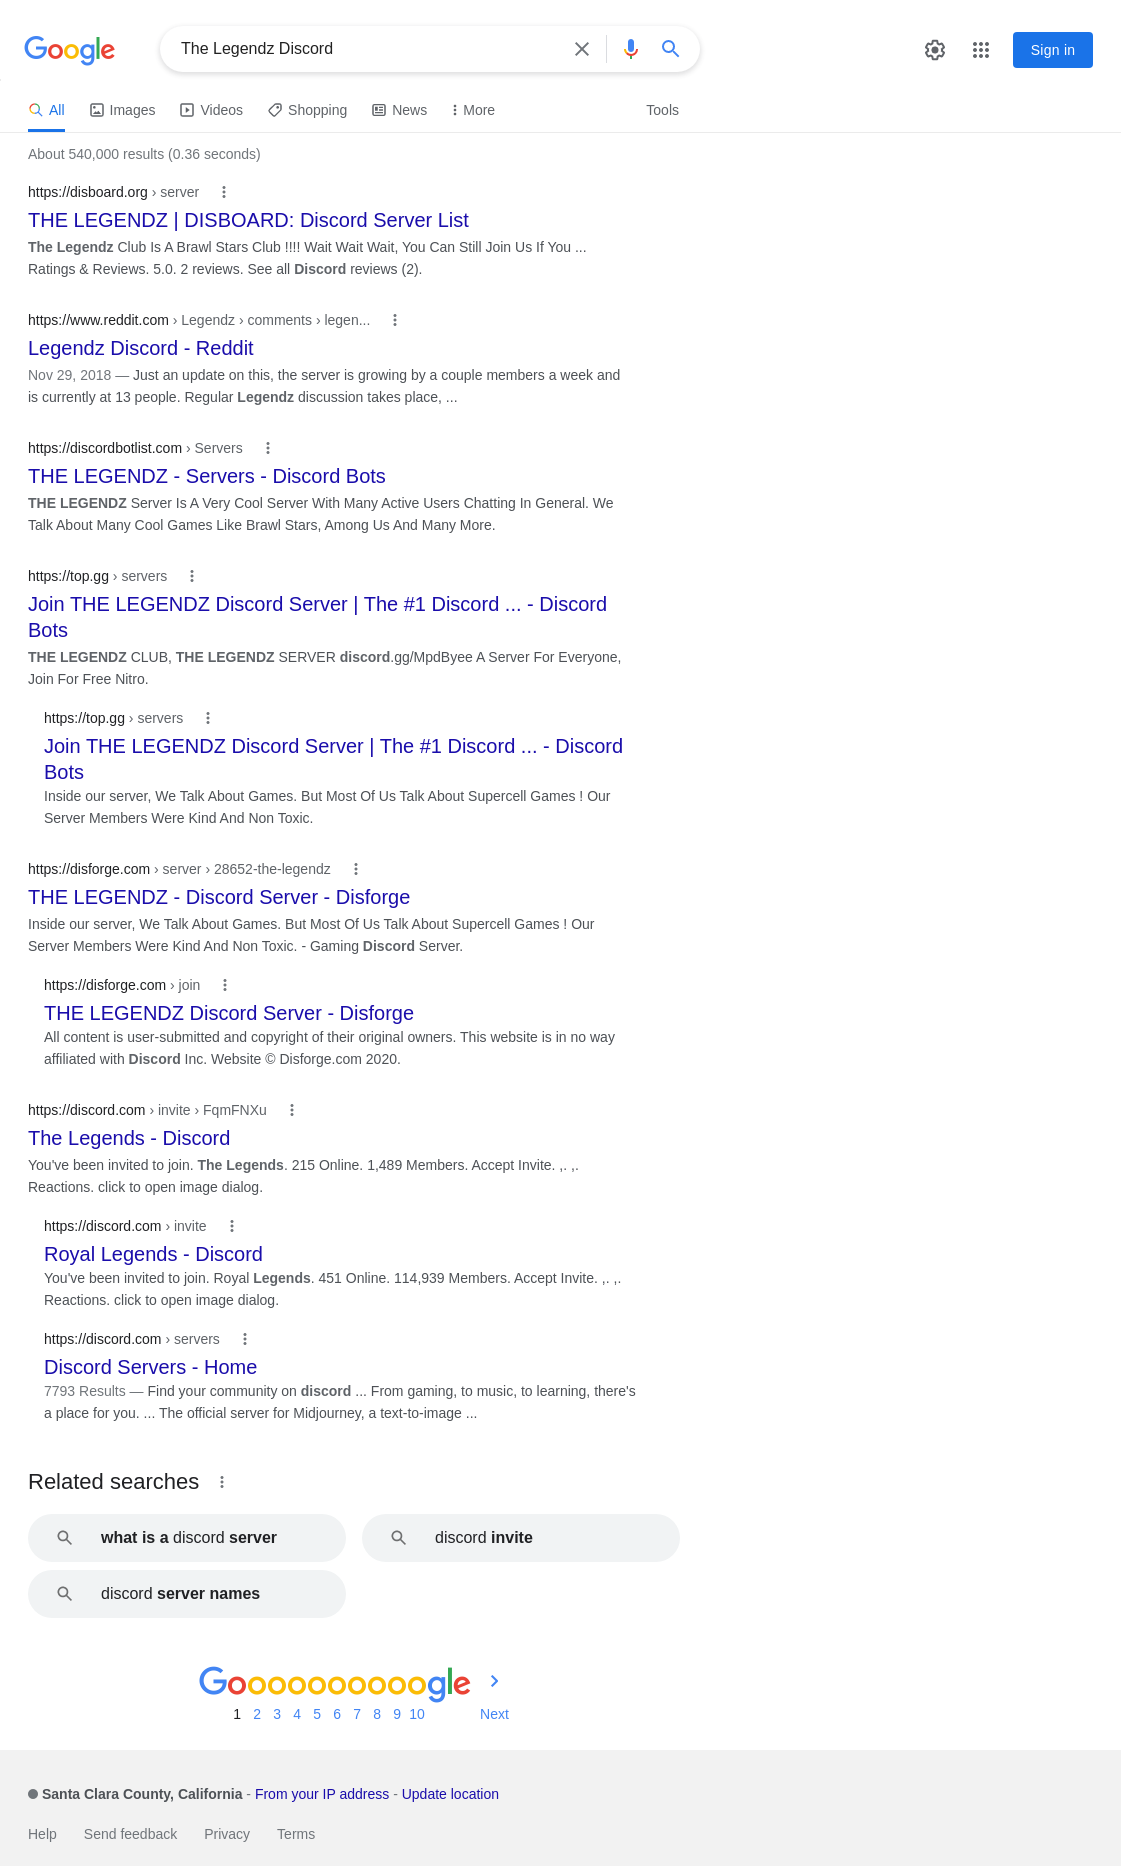 Google
The Legendz Discord
Sign in
All Images Videos Shopping News More Tools
About 540,000 results (0.36 seconds)
https://disboard.org › server
THE LEGENDZ | DISBOARD: Discord Server List
The Legendz Club Is A Brawl Stars Club !!!! Wait Wait Wait, You Can Still Join Us If You ...
Ratings & Reviews. 5.0. 2 reviews. See all Discord reviews (2).
https://www.reddit.com › Legendz › comments › legen...
Legendz Discord - Reddit
Nov 29, 2018 — Just an update on this, the server is growing by a couple members a week and
is currently at 13 people. Regular Legendz discussion takes place, ...
https://discordbotlist.com › Servers
THE LEGENDZ - Servers - Discord Bots
THE LEGENDZ Server Is A Very Cool Server With Many Active Users Chatting In General. We
Talk About Many Cool Games Like Brawl Stars, Among Us And Many More.
https://top.gg › servers
Join THE LEGENDZ Discord Server | The #1 Discord ... - Discord
Bots
THE LEGENDZ CLUB, THE LEGENDZ SERVER discord.gg/MpdByee A Server For Everyone,
Join For Free Nitro.
https://top.gg › servers
Join THE LEGENDZ Discord Server | The #1 Discord ... - Discord
Bots
Inside our server, We Talk About Games. But Most Of Us Talk About Supercell Games ! Our
Server Members Were Kind And Non Toxic.
https://disforge.com › server › 28652-the-legendz
THE LEGENDZ - Discord Server - Disforge
Inside our server, We Talk About Games. But Most Of Us Talk About Supercell Games ! Our
Server Members Were Kind And Non Toxic. - Gaming Discord Server.
https://disforge.com › join
THE LEGENDZ Discord Server - Disforge
All content is user-submitted and copyright of their original owners. This website is in no way
affiliated with Discord Inc. Website © Disforge.com 2020.
https://discord.com › invite › FqmFNXu
The Legends - Discord
You've been invited to join. The Legends. 215 Online. 1,489 Members. Accept Invite. ,. ,.
Reactions. click to open image dialog.
https://discord.com › invite
Royal Legends - Discord
You've been invited to join. Royal Legends. 451 Online. 114,939 Members. Accept Invite. ,. ,.
Reactions. click to open image dialog.
https://discord.com › servers
Discord Servers - Home
7793 Results — Find your community on discord ... From gaming, to music, to learning, there's
a place for you. ... The official server for Midjourney, a text-to-image ...
Related searches
what is a discord server
discord invite
discord server names
Goooooooooogle
1 2 3 4 5 6 7 8 9 10 Next
Santa Clara County, California - From your IP address - Update location
Help Send feedback Privacy Terms